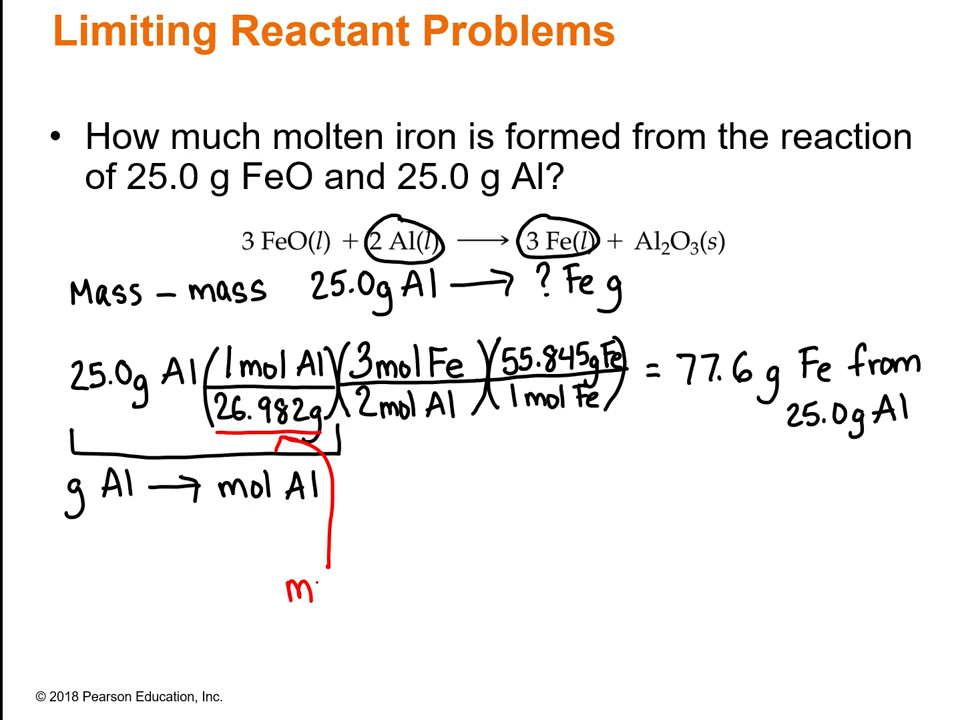 Limiting Reactant Problems
• How much molten iron is formed from the reaction
of 25.0 g FeO and 25.0 g Al?
3 FeO(l) + 2 Al(l) ⟶ 3 Fe(l) + Al₂O₃(s)
Mass – mass 25.0g Al ⟶ ? Fe g
25.0g Al (1 mol Al / 26.982g)(3 mol Fe / 2 mol Al)(55.845g Fe / 1 mol Fe) = 77.6 g Fe from
25.0g Al
g Al ⟶ mol Al
m
© 2018 Pearson Education, Inc.